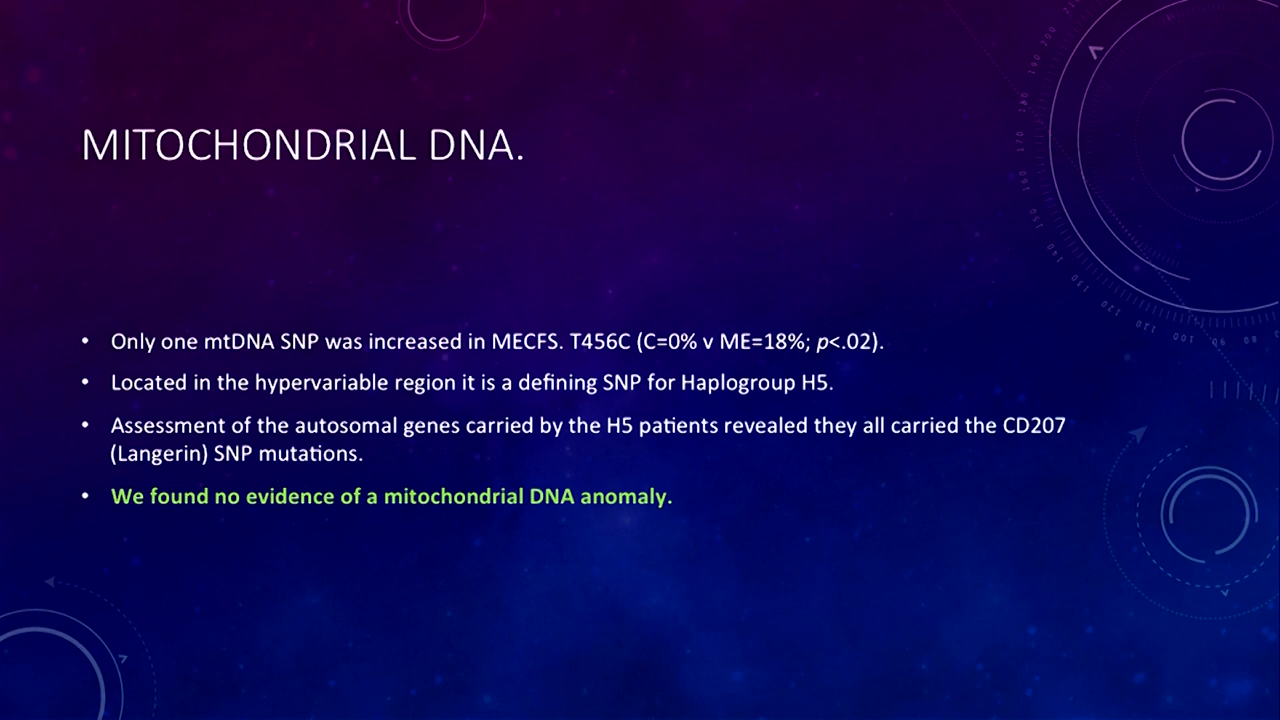 MITOCHONDRIAL DNA.
• Only one mtDNA SNP was increased in MECFS. T456C (C=0% v ME=18%; p<.02).
• Located in the hypervariable region it is a defining SNP for Haplogroup H5.
• Assessment of the autosomal genes carried by the H5 patients revealed they all carried the CD207
(Langerin) SNP mutations.
• We found no evidence of a mitochondrial DNA anomaly.